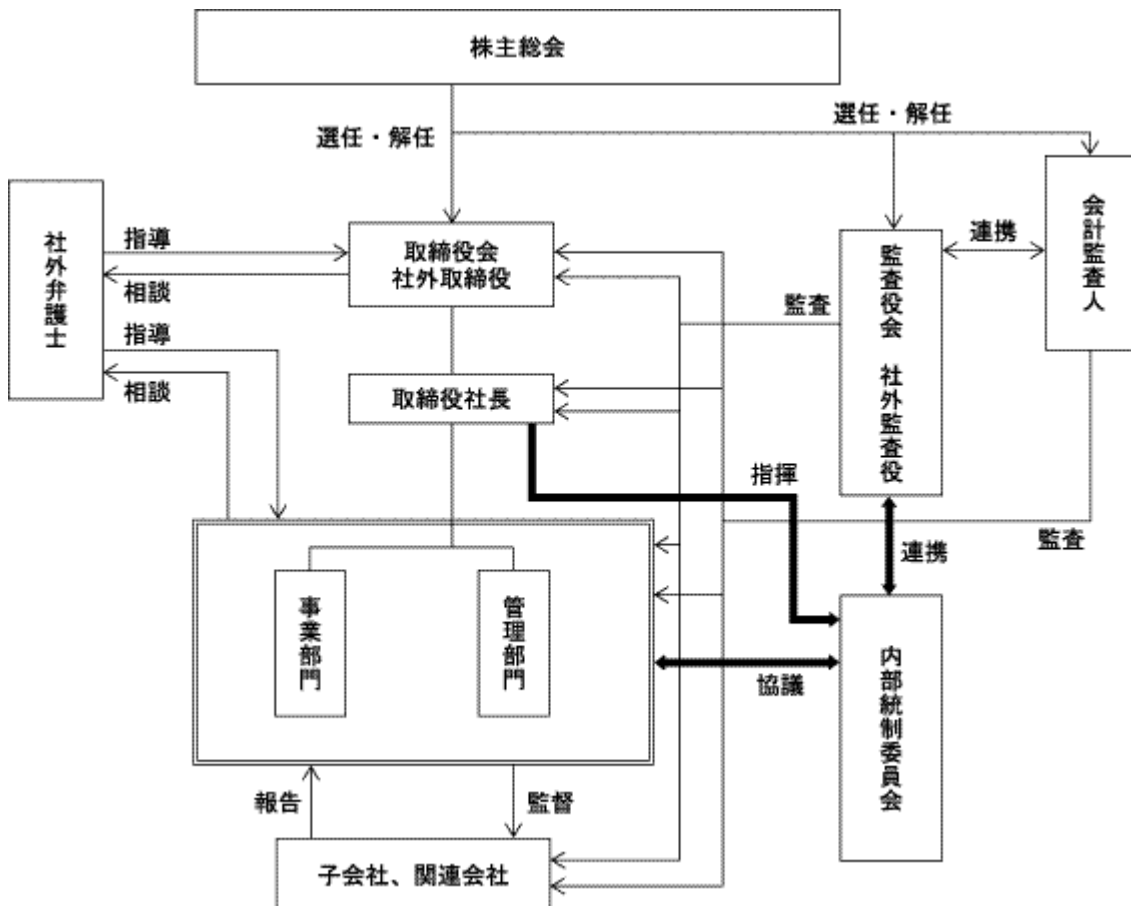 株主総会
選任・解任
選任・解任
社外弁護士
指導
相談
指導
相談
取締役会
社外取締役
取締役社長
監査役会 社外監査役
連携
会計監査人
監査
指揮
監査
連携
事業部門
管理部門
協議
内部統制委員会
報告
監督
子会社、関連会社